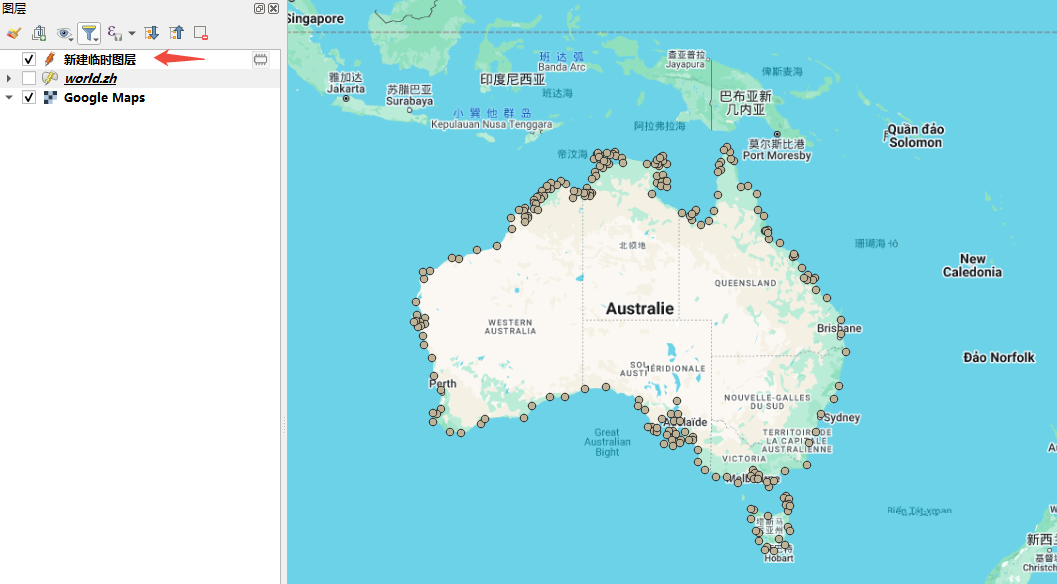 图层
新建临时图层
world.zh
Google Maps
Singapore
班达弧
Banda Arc
查亚普拉
Jayapura
俾斯麦海
雅加达
Jakarta
苏腊巴亚
Surabaya
印度尼西亚
班达海
巴布亚新
几内亚
小巽他群岛
Kepulauan Nusa Tenggara
阿拉弗拉海
Quần đảo
Solomon
莫尔斯比港
Port Moresby
帝汶海
北领地
珊瑚海
New
Caledonia
QUEENSLAND
Australie
WESTERN
AUSTRALIA
Brisbane
Đảo Norfolk
MÉRIDIONALE
Perth
NOUVELLE-GALLES
DU SUD
Sydney
Great
Australian
Bight
TERRITOIRE DE
LA CAPITALE
AUSTRALIENNE
VICTORIA
Hobart
新西
基督
Christch